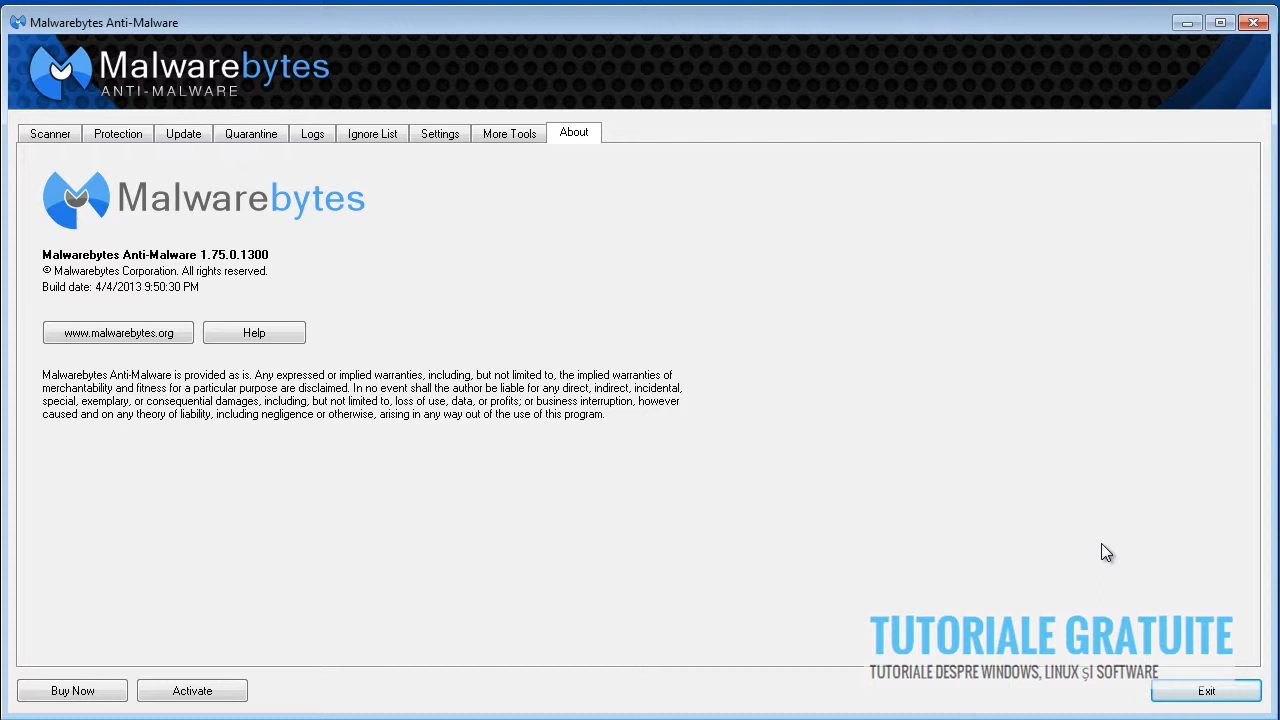 Malwarebytes Anti-Malware
Malwarebytes
ANTI-MALWARE
Scanner Protection Update Quarantine Logs Ignore List Settings More Tools About
Malwarebytes
Malwarebytes Anti-Malware 1.75.0.1300
© Malwarebytes Corporation. All rights reserved.
Build date: 4/4/2013 9:50:30 PM
www.malwarebytes.org Help
Malwarebytes Anti-Malware is provided as is. Any expressed or implied warranties, including, but not limited to, the implied warranties of
merchantability and fitness for a particular purpose are disclaimed. In no event shall the author be liable for any direct, indirect, incidental,
special, exemplary, or consequential damages, including, but not limited to, loss of use, data, or profits; or business interruption, however
caused and on any theory of liability, including negligence or otherwise, arising in any way out of the use of this program.
TUTORIALE GRATUITE
TUTORIALE DESPRE WINDOWS, LINUX ȘI SOFTWARE
Buy Now Activate Exit